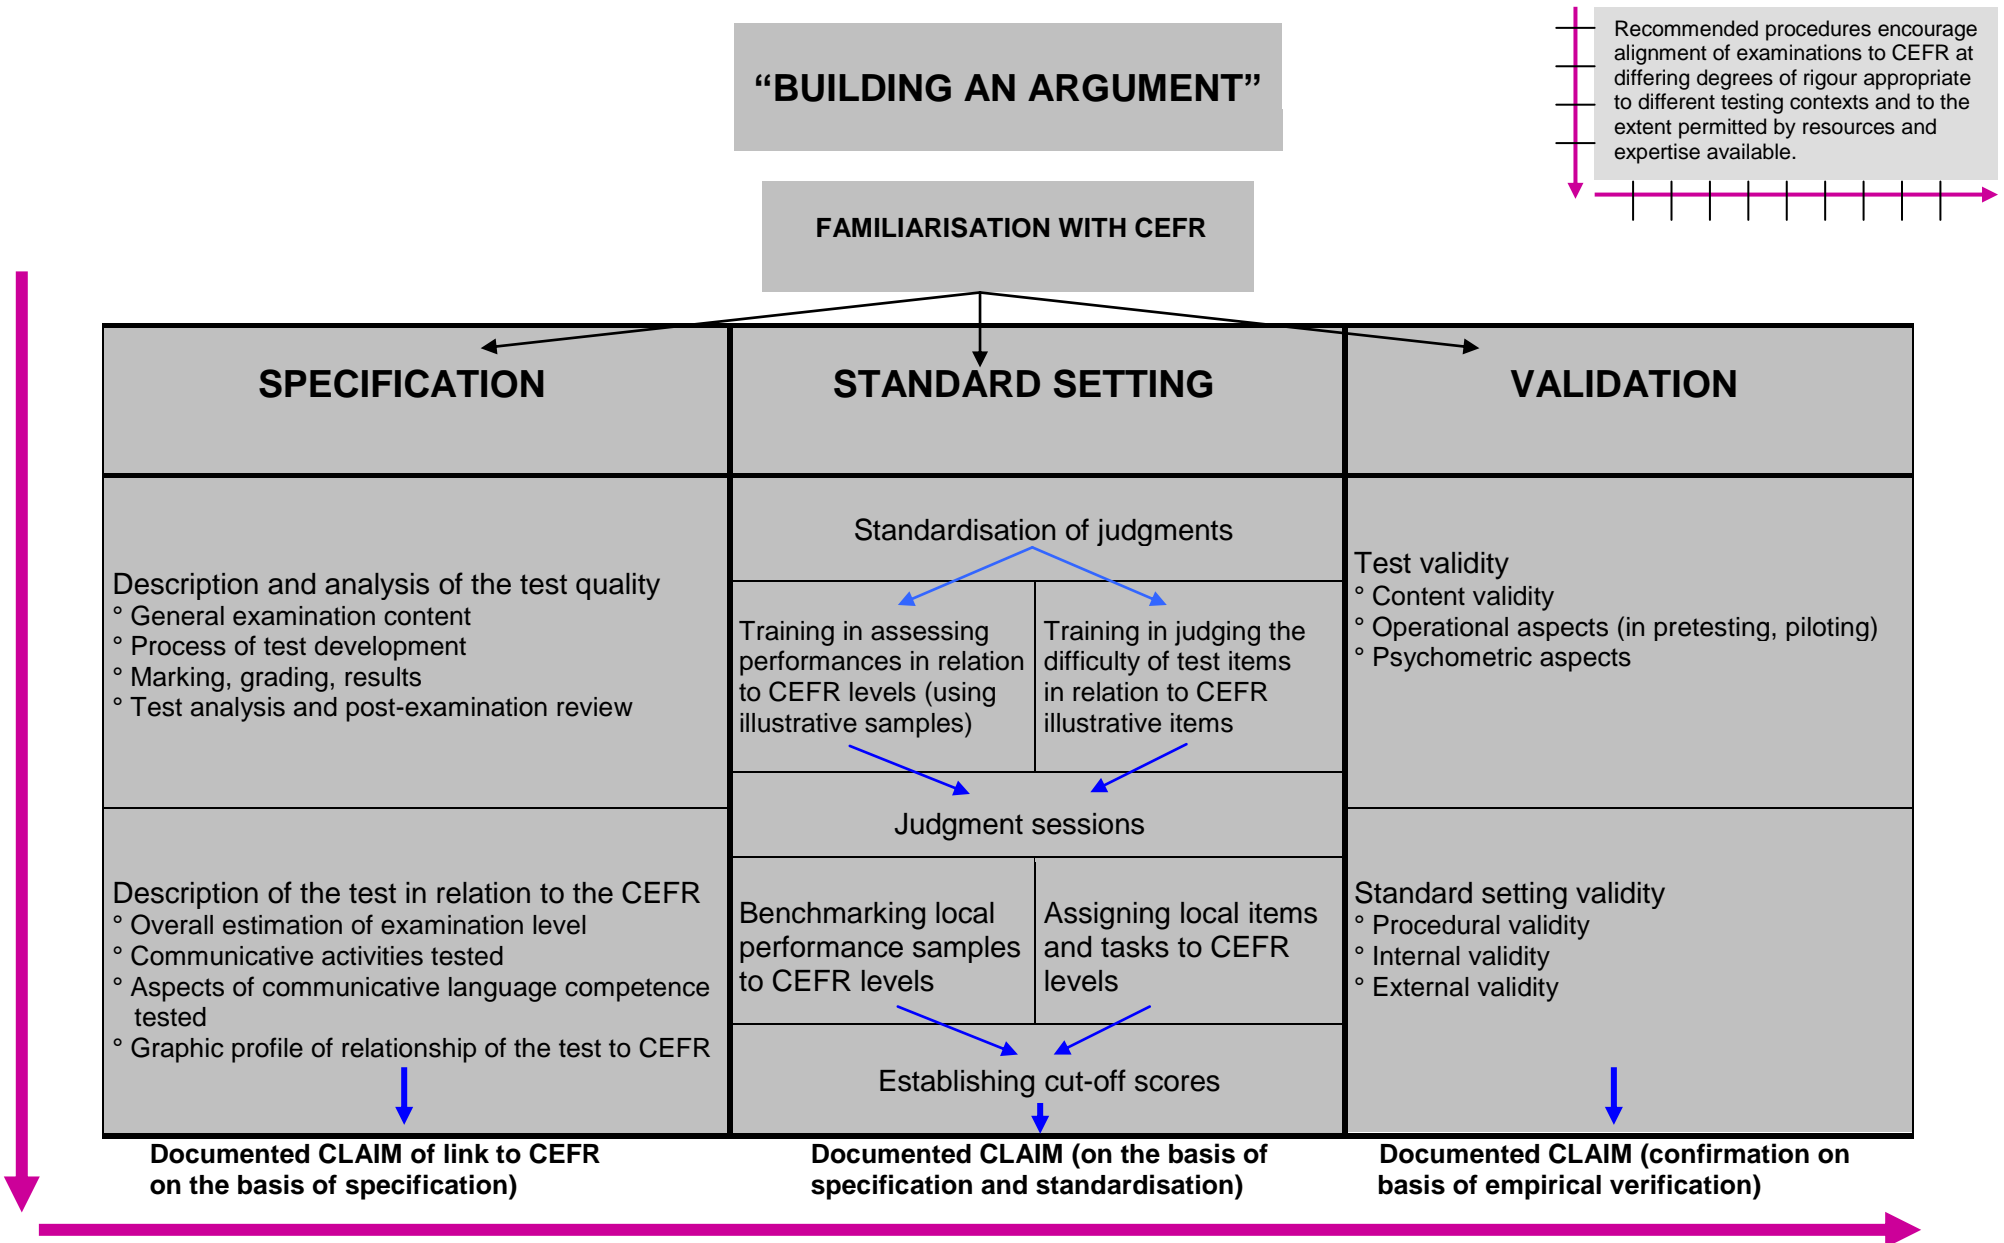 “BUILDING AN ARGUMENT”
Recommended procedures encourage
alignment of examinations to CEFR at
differing degrees of rigour appropriate
to different testing contexts and to the
extent permitted by resources and
expertise available.
FAMILIARISATION WITH CEFR
SPECIFICATION
STANDARD SETTING
VALIDATION
Description and analysis of the test quality
° General examination content
° Process of test development
° Marking, grading, results
° Test analysis and post-examination review
Description of the test in relation to the CEFR
° Overall estimation of examination level
° Communicative activities tested
° Aspects of communicative language competence
tested
° Graphic profile of relationship of the test to CEFR
Standardisation of judgments
Training in assessing
performances in relation
to CEFR levels (using
illustrative samples)
Training in judging the
difficulty of test items
in relation to CEFR
illustrative items
Judgment sessions
Benchmarking local
performance samples
to CEFR levels
Assigning local items
and tasks to CEFR
levels
Establishing cut-off scores
Test validity
° Content validity
° Operational aspects (in pretesting, piloting)
° Psychometric aspects
Standard setting validity
° Procedural validity
° Internal validity
° External validity
Documented CLAIM of link to CEFR
on the basis of specification)
Documented CLAIM (on the basis of
specification and standardisation)
Documented CLAIM (confirmation on
basis of empirical verification)